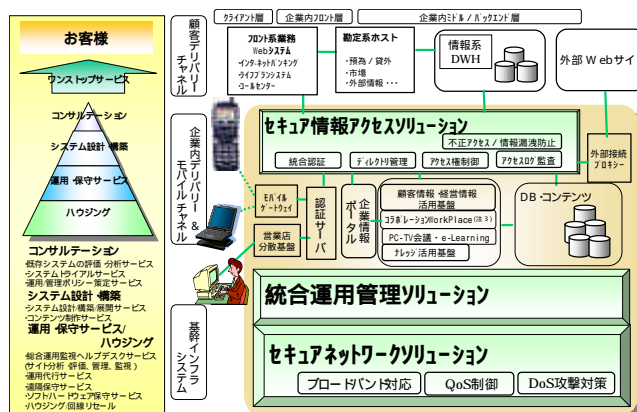 お客様
ワンストップサービス
コンサルテーション
システム設計・構築
運用・保守サービス
ハウジング
コンサルテーション
・既存システムの評価・分析サービス
・システムトライアルサービス
・運用/管理ポリシー策定サービス
システム設計・構築
・システム設計・構築/展開サービス
・コンテンツ制作サービス
運用・保守サービス/
ハウジング
・総合運用監視ヘルプデスクサービス
(サイト分析・評価、管理、監視)
・運用代行サービス
・遠隔保守サービス
・ソフトハードウェア保守サービス
・ハウジング/回線リセール
顧客デリバリーチャネル
企業内デリバリー&モバイルチャネル
基幹インフラシステム
クライアント層
企業内フロント層
企業内ミドル/バックエンド層
フロント系業務
Webシステム
・インターネットバンキング
・ライフプランシステム
・コールセンター
勘定系ホスト
・預為/貸外
・市場
・外部情報・・・
情報系
DWH
外部Webサイ
セキュア情報アクセスソリューション
不正アクセス/情報漏洩防止
統合認証
ディレクトリ管理
アクセス権制御
アクセスログ監査
外部接続
プロキシー
モバイル
ゲートウェイ
営業店
分散基盤
認証サーバ
企業情報ポータル
顧客情報・経営情報
活用基盤
コラボレーションWorkPlace(注3)
PC-TV会議・e-Learning
ナレッジ活用基盤
DB・コンテンツ
統合運用管理ソリューション
セキュアネットワークソリューション
ブロードバンド対応
QoS制御
DoS攻撃対策